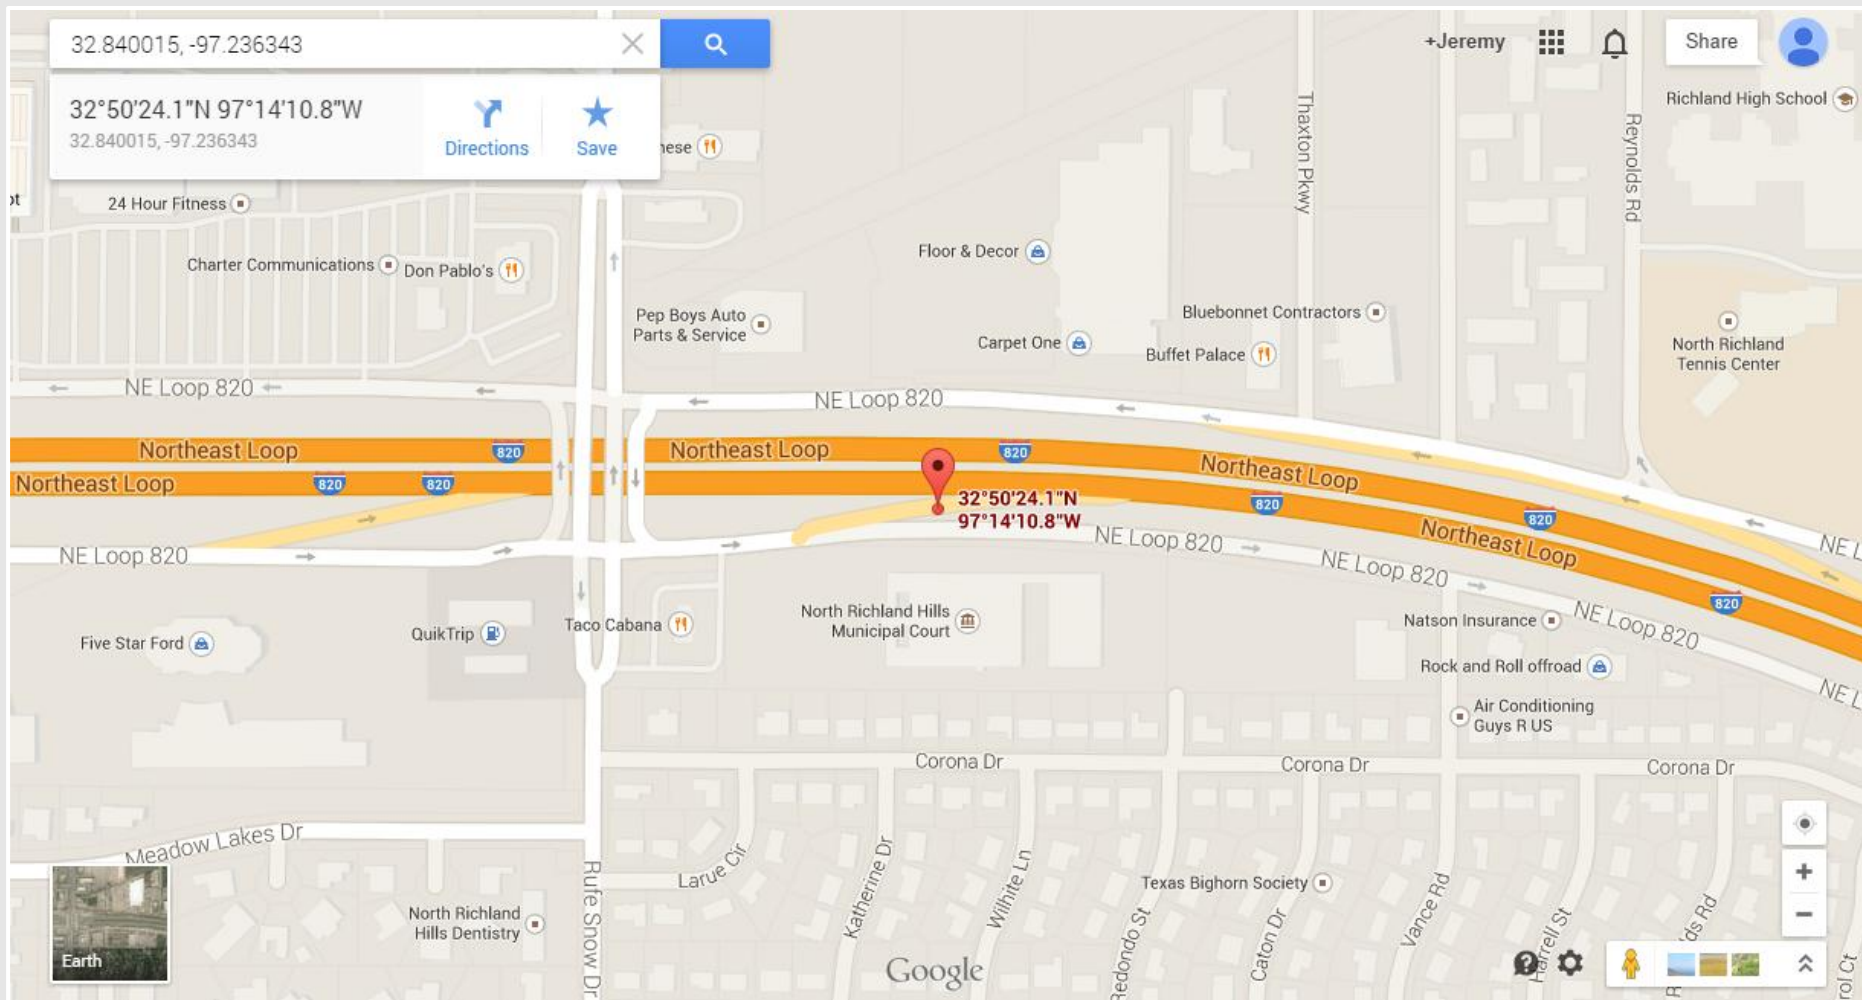 32.840015, -97.236343
+Jeremy
Share
32°50'24.1"N 97°14'10.8"W
32.840015, -97.236343
Directions
Save
Richland High School
Thaxton Pkwy
Reynolds Rd
24 Hour Fitness
Charter Communications
Don Pablo's
Floor & Decor
Pep Boys Auto
Parts & Service
Carpet One
Bluebonnet Contractors
Buffet Palace
North Richland
Tennis Center
NE Loop 820
NE Loop 820
Northeast Loop
820
Northeast Loop
820
Northeast Loop
Northeast Loop
820
820
32°50'24.1"N
97°14'10.8"W
820
820
Northeast Loop
NE Loop 820
NE Loop 820
NE Loop 820
NE L
820
NE Loop 820
NE L
Five Star Ford
QuikTrip
Taco Cabana
North Richland Hills
Municipal Court
Natson Insurance
Rock and Roll offroad
Air Conditioning
Guys R US
Corona Dr
Corona Dr
Corona Dr
Meadow Lakes Dr
Larue Cir
Rufe Snow Dr
Katherine Dr
Wilhite Ln
Redondo St
Texas Bighorn Society
Caton Dr
Vance Rd
Harrell St
lds Rd
rol Ct
North Richland
Hills Dentistry
Earth
Google